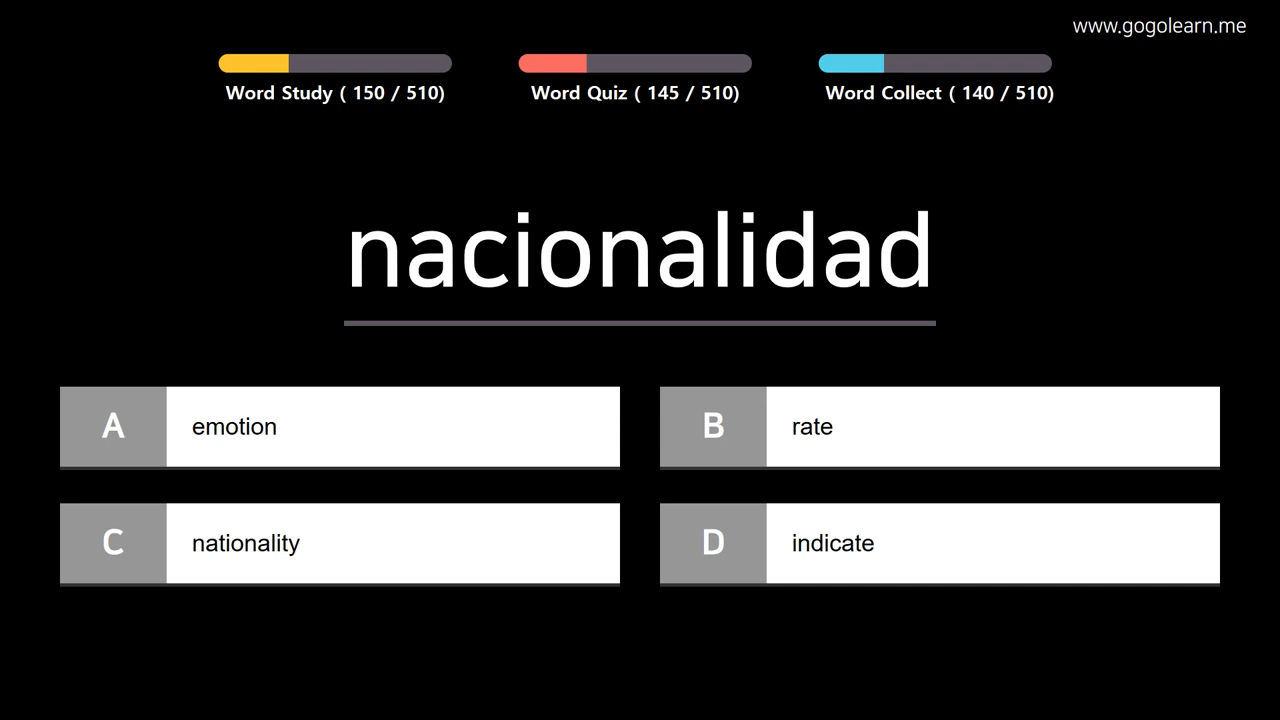 www.gogolearn.me
Word Study ( 150 / 510)
Word Quiz ( 145 / 510)
Word Collect ( 140 / 510)
nacionalidad
A emotion
B rate
C nationality
D indicate